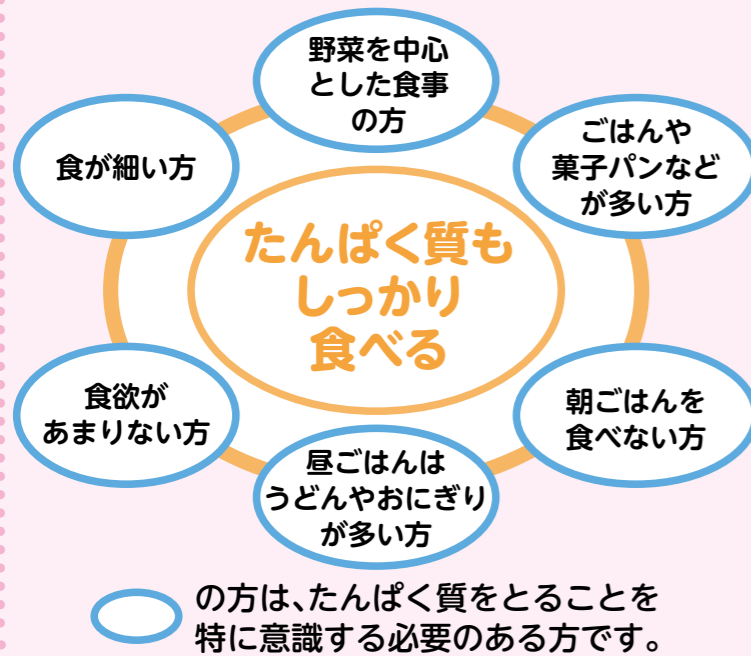 野菜を中心
とした食事
の方
ごはんや
菓子パンなど
が多い方
食が細い方
たんぱく質も
しっかり
食べる
食欲が
あまりない方
朝ごはんを
食べない方
昼ごはんは
うどんやおにぎり
が多い方
の方は、たんぱく質をとることを
特に意識する必要のある方です。